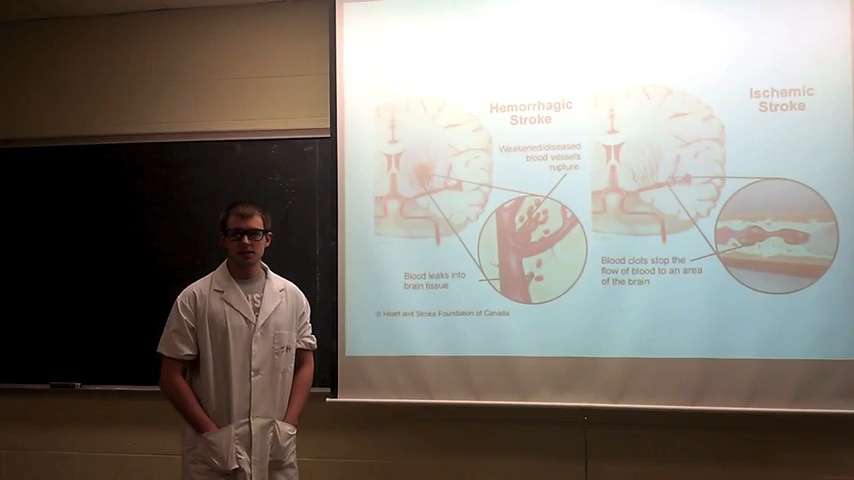 Hemorrhagic
Stroke
Weakened/diseased
blood vessels
rupture
Blood leaks into
brain tissue
© Heart and Stroke Foundation of Canada
Ischemic
Stroke
Blood clots stop the
flow of blood to an area
of the brain